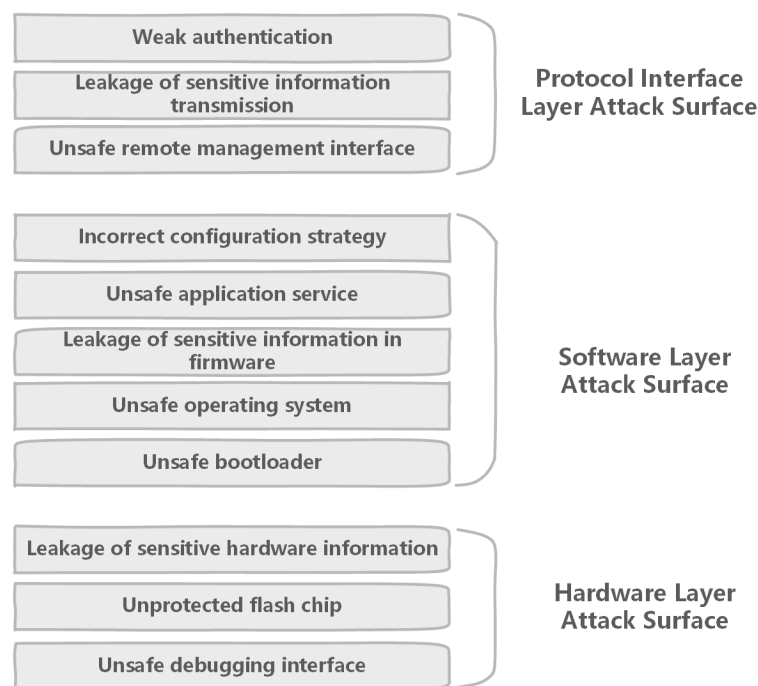 Weak authentication
Leakage of sensitive information
transmission
Unsafe remote management interface
Protocol Interface
Layer Attack Surface
Incorrect configuration strategy
Unsafe application service
Leakage of sensitive information in
firmware
Unsafe operating system
Unsafe bootloader
Software Layer
Attack Surface
Leakage of sensitive hardware information
Unprotected flash chip
Unsafe debugging interface
Hardware Layer
Attack Surface